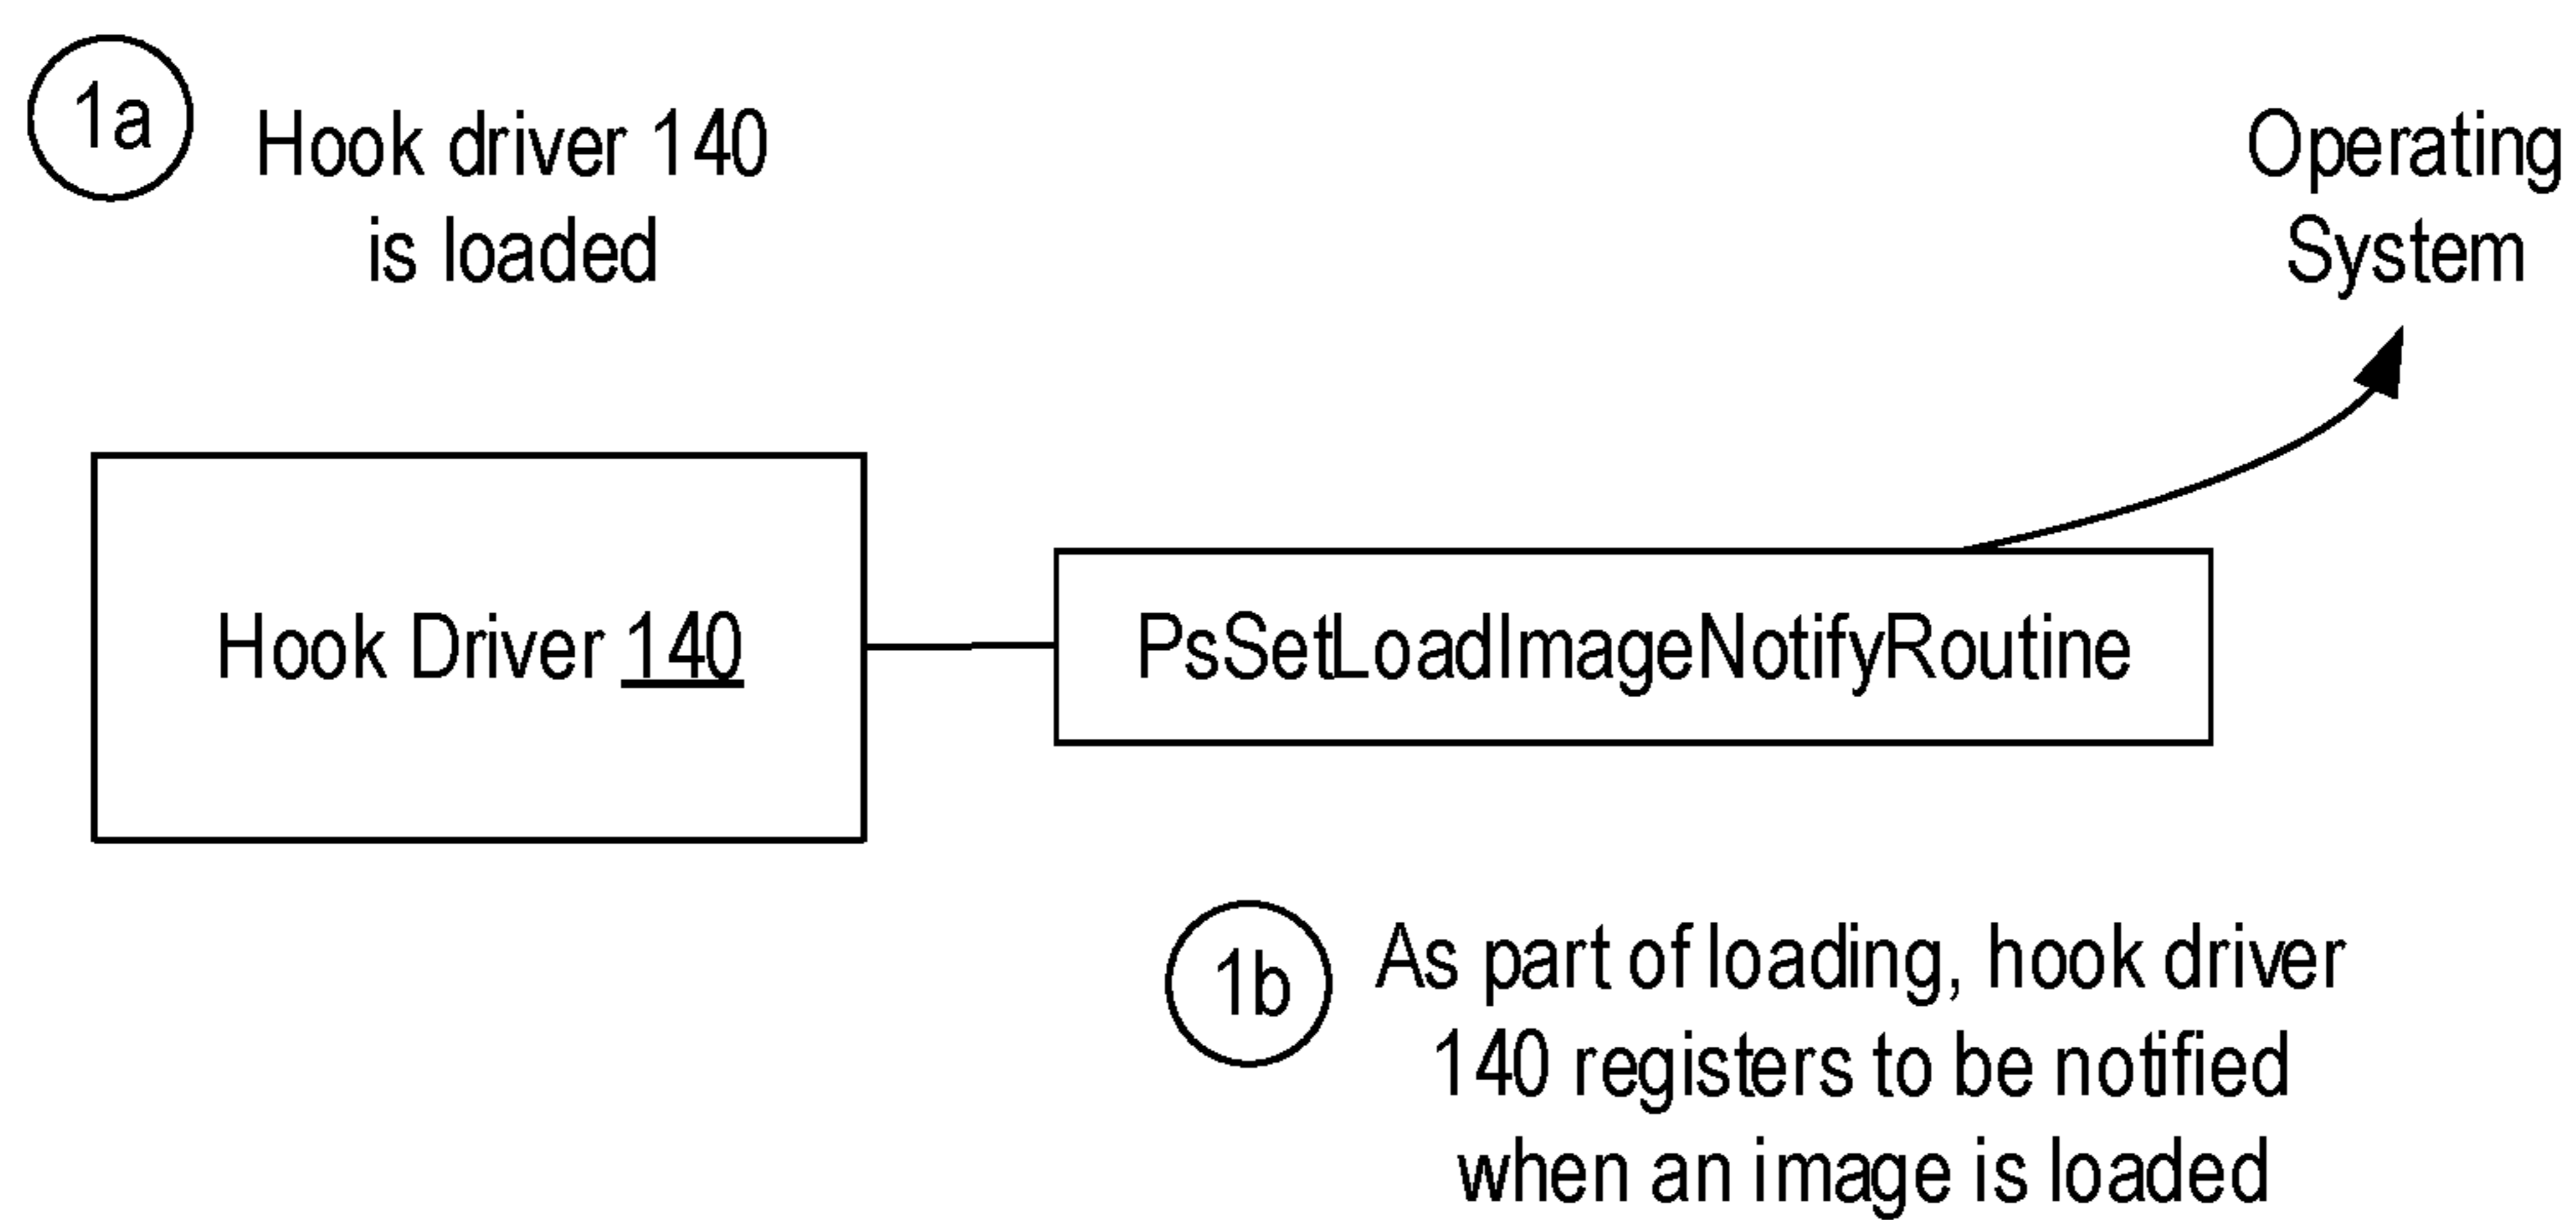 1a
Hook driver 140
is loaded
Operating
System
Hook Driver 140
PsSetLoadImageNotifyRoutine
1b
As part of loading, hook driver
140 registers to be notified
when an image is loaded